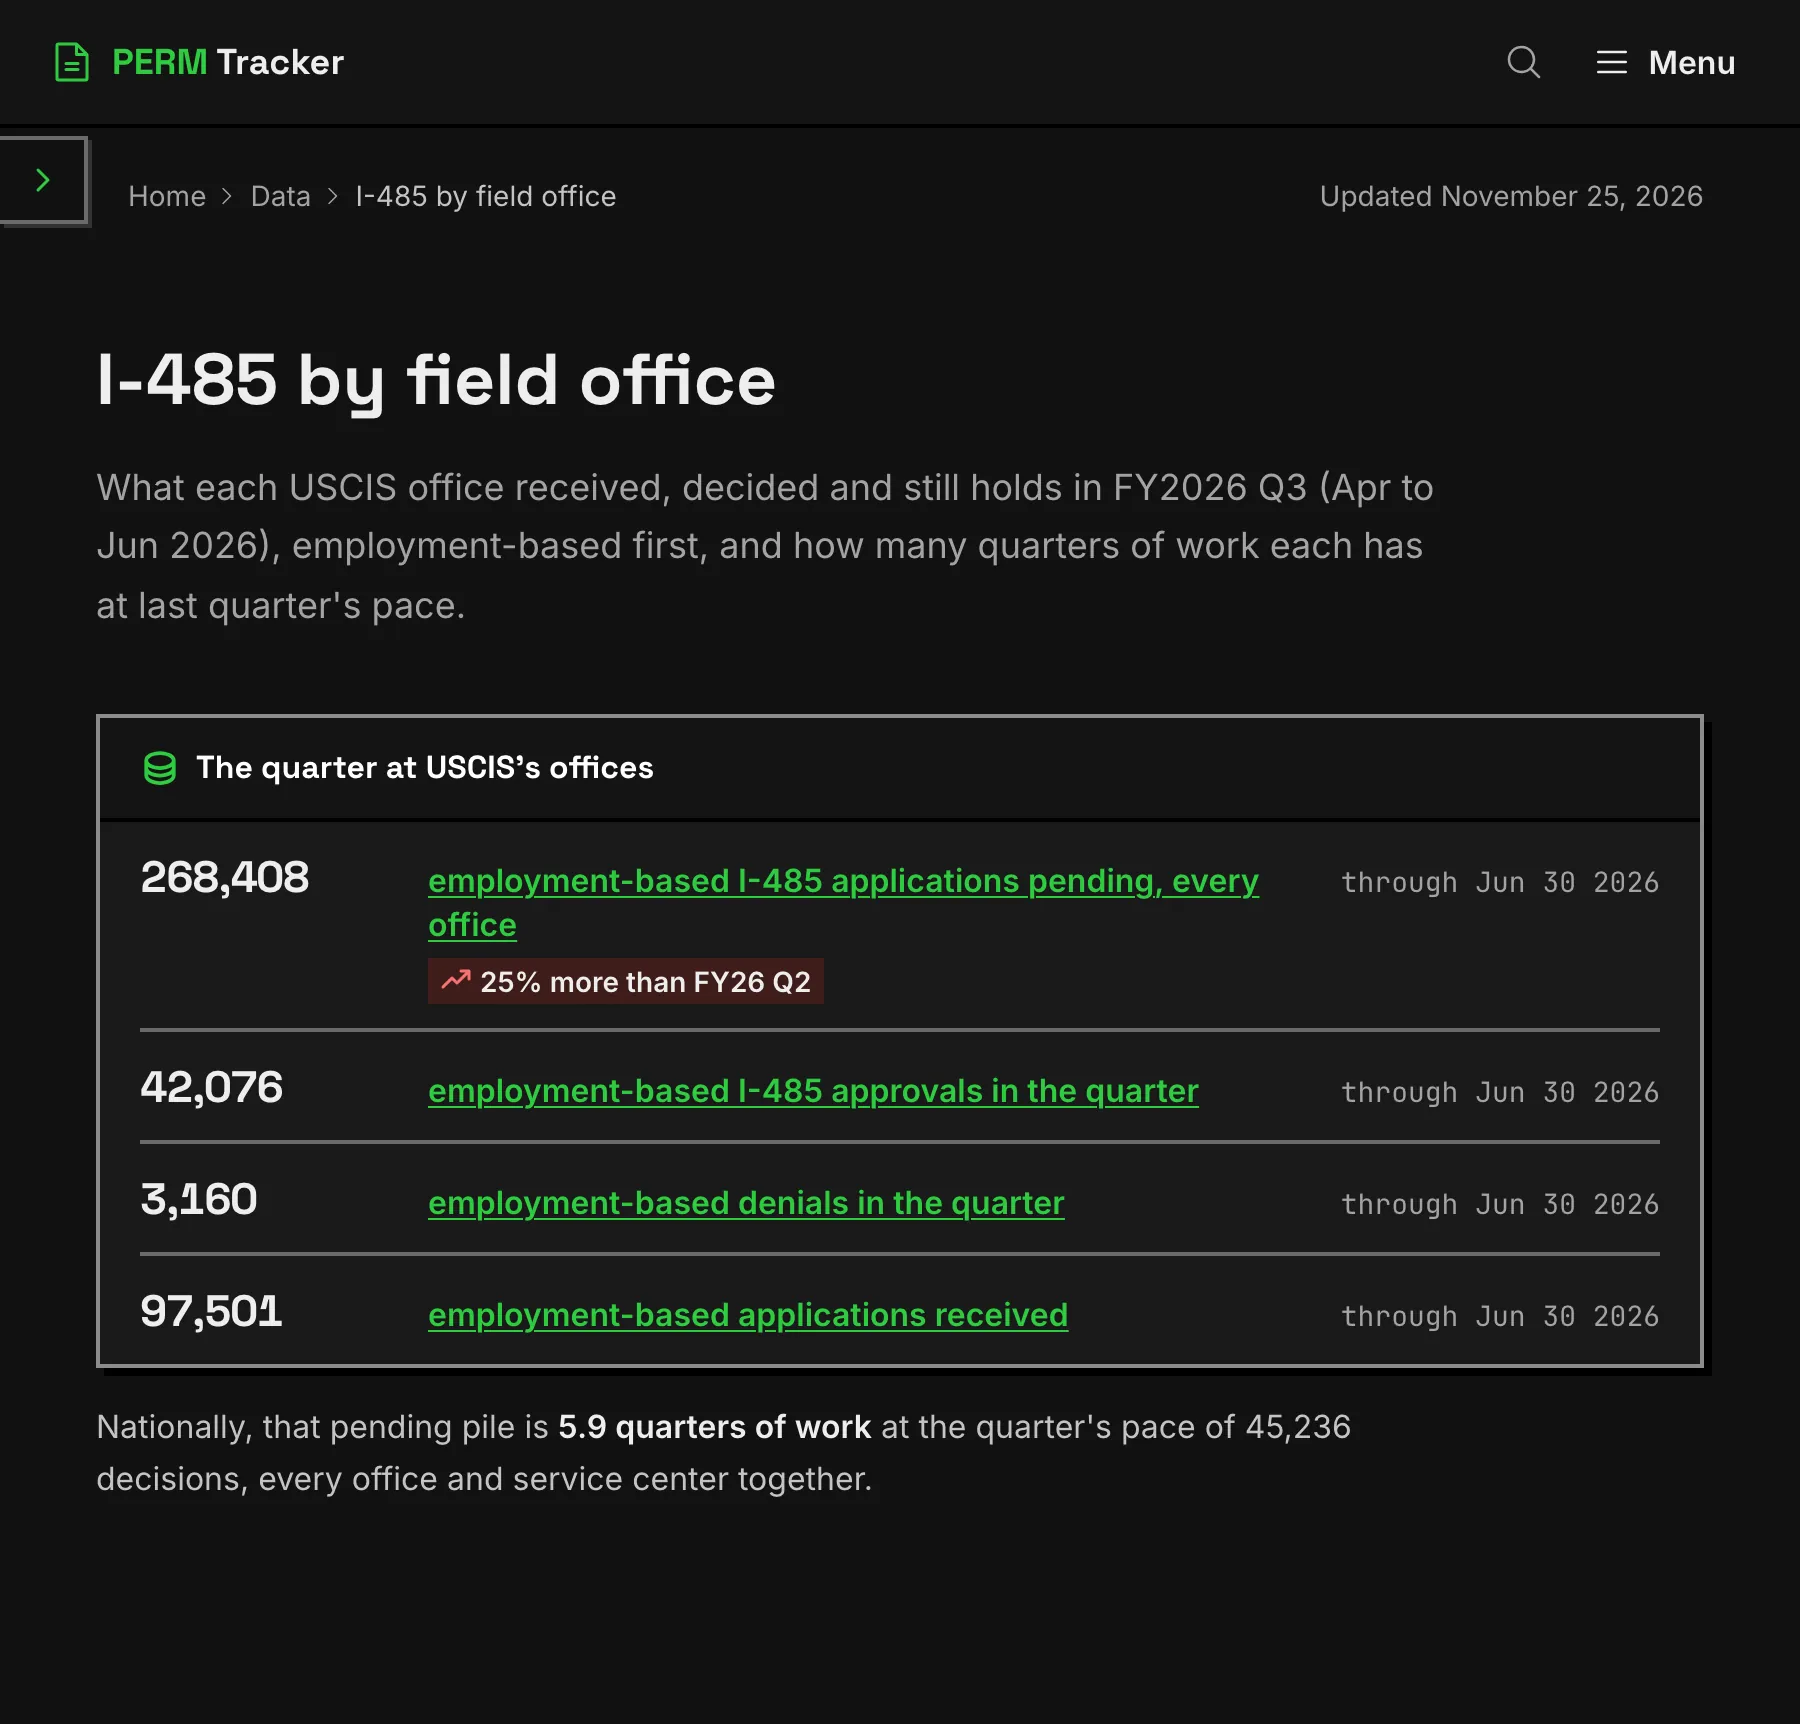 PERM Tracker
Menu
Home > Data > I-485 by field office
Updated November 25, 2026
I-485 by field office
What each USCIS office received, decided and still holds in FY2026 Q3 (Apr to
Jun 2026), employment-based first, and how many quarters of work each has
at last quarter's pace.
The quarter at USCIS’s offices
268,408
employment-based I-485 applications pending, every
office
through Jun 30 2026
25% more than FY26 Q2
42,076
employment-based I-485 approvals in the quarter
through Jun 30 2026
3,160
employment-based denials in the quarter
through Jun 30 2026
97,501
employment-based applications received
through Jun 30 2026
Nationally, that pending pile is 5.9 quarters of work at the quarter's pace of 45,236
decisions, every office and service center together.